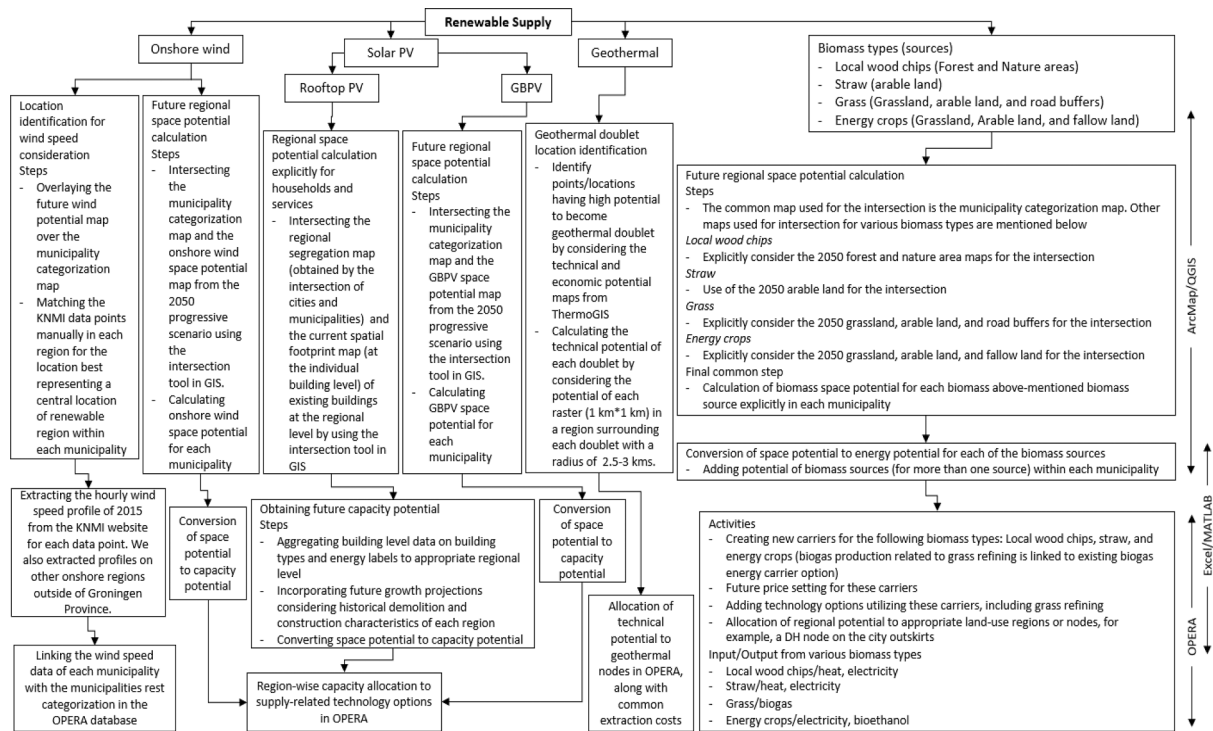 Renewable Supply
Onshore wind
Solar PV
Geothermal
Rooftop PV
GBPV
Biomass types (sources)
- Local wood chips (Forest and Nature areas)
- Straw (arable land)
- Grass (Grassland, arable land, and road buffers)
- Energy crops (Grassland, Arable land, and fallow land)
Location
identification for
wind speed
consideration
Steps
- Overlaying the
future wind
potential map
over the
municipality
categorization
map
- Matching the
KNMI data points
manually in each
region for the
location best
representing a
central location
of renewable
region within
each municipality
Future regional
space potential
calculation
Steps
- Intersecting
the
municipality
categorization
map and the
onshore wind
space potential
map from the
2050
progressive
scenario using
the
intersection
tool in GIS.
- Calculating
onshore wind
space potential
for each
municipality
Regional space
potential calculation
explicitly for
households and
services
- Intersecting the
regional
segregation map
(obtained by the
intersection of
cities and
municipalities) and
the current spatial
footprint map (at
the individual
building level) of
existing buildings
at the regional
level by using the
intersection tool in
GIS
Future regional
space potential
calculation
Steps
- Intersecting the
municipality
categorization
map and the
GBPV space
potential map
from the 2050
progressive
scenario using the
intersection tool
in GIS.
- Calculating
GBPV space
potential for
each
municipality
Geothermal doublet
location identification
- Identify
points/locations
having high potential
to become
geothermal doublet
by considering the
technical and
economic potential
maps from
ThermoGIS
- Calculating the
technical potential of
each doublet by
considering the
potential of each
raster (1 km*1 km) in
a region surrounding
each doublet with a
radius of 2.5-3 kms.
Future regional space potential calculation
Steps
- The common map used for the intersection is the municipality categorization map. Other
maps used for intersection for various biomass types are mentioned below
Local wood chips
- Explicitly consider the 2050 forest and nature area maps for the intersection
Straw
- Use of the 2050 arable land for the intersection
Grass
- Explicitly consider the 2050 grassland, arable land, and road buffers for the intersection
Energy crops
- Explicitly consider the 2050 grassland, arable land, and fallow land for the intersection
Final common step
- Calculation of biomass space potential for each biomass above-mentioned biomass
source explicitly in each municipality
Conversion of space potential to energy potential for each of the biomass sources
- Adding potential of biomass sources (for more than one source) within each municipality
Extracting the hourly wind
speed profile of 2015
from the KNMI website
for each data point. We
also extracted profiles on
other onshore regions
outside of Groningen
Province.
Conversion
of space
potential
to capacity
potential
Obtaining future capacity potential
Steps
- Aggregating building level data on building
types and energy labels to appropriate regional
level
- Incorporating future growth projections
considering historical demolition and
construction characteristics of each region
- Converting space potential to capacity potential
Conversion
of space
potential to
capacity
potential
Allocation of
technical
potential to
geothermal
nodes in OPERA,
along with
common
extraction costs
Activities
- Creating new carriers for the following biomass types: Local wood chips, straw, and
energy crops (biogas production related to grass refining is linked to existing biogas
energy carrier option)
- Future price setting for these carriers
- Adding technology options utilizing these carriers, including grass refining
- Allocation of regional potential to appropriate land-use regions or nodes, for
example, a DH node on the city outskirts
Input/Output from various biomass types
- Local wood chips/heat, electricity
- Straw/heat, electricity
- Grass/biogas
- Energy crops/electricity, bioethanol
Linking the wind speed
data of each municipality
with the municipalities rest
categorization in the
OPERA database
Region-wise capacity allocation to
supply-related technology options
in OPERA
ArcMap/QGIS
Excel/MATLAB
OPERA